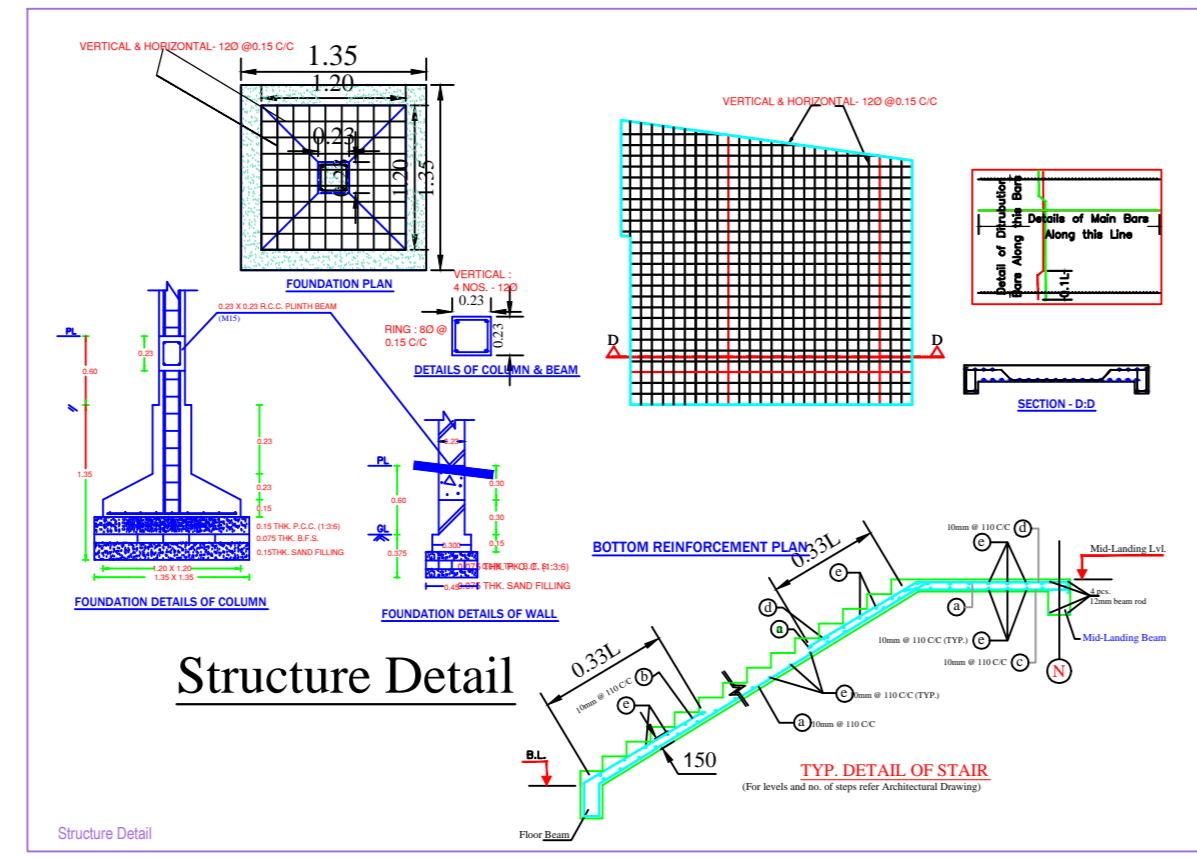 VERTICAL & HORIZONTAL- 12Ø @0.15 C/C
1.35
1.20
0.23
1.20
1.35
FOUNDATION PLAN
VERTICAL :
4 NOS. - 12Ø
0.23
0.23
RING : 8Ø @
0.15 C/C
DETAILS OF COLUMN & BEAM
0.23 X 0.23 R.C.C. PLINTH BEAM
(M15)
PL
0.23
0.60
1.35
0.23
0.23
0.15
0.15 THK. P.C.C. (1:3:6)
0.075 THK. B.F.S.
0.15THK. SAND FILLING
1.20 X 1.20
1.35 X 1.35
FOUNDATION DETAILS OF COLUMN
0.23
PL
0.60
GL
0.375
0.30
0.30
0.15
0.300
0.075 THK. SAND FILLING
FOUNDATION DETAILS OF WALL
VERTICAL & HORIZONTAL- 12Ø @0.15 C/C
D
D
BOTTOM REINFORCEMENT PLAN
Detail of Ditrubution
Bars Along this Bars
Details of Main Bars
Along this Line
0.1L
SECTION - D:D
Structure Detail
0.33L
0.33L
10mm @ 110 C/C
b
e
d
a
e
10mm @ 110 C/C
d
e
Mid-Landing Lvl.
4 pcs.
12mm beam rod
a
10mm @ 110 C/C (TYP.)
e
Mid-Landing Beam
10mm @ 110 C/C
c
N
e
0mm @ 110 C/C (TYP.)
a
10mm @ 110 C/C
150
B.L.
Floor Beam
TYP. DETAIL OF STAIR
(For levels and no. of steps refer Architectural Drawing)
Structure Detail